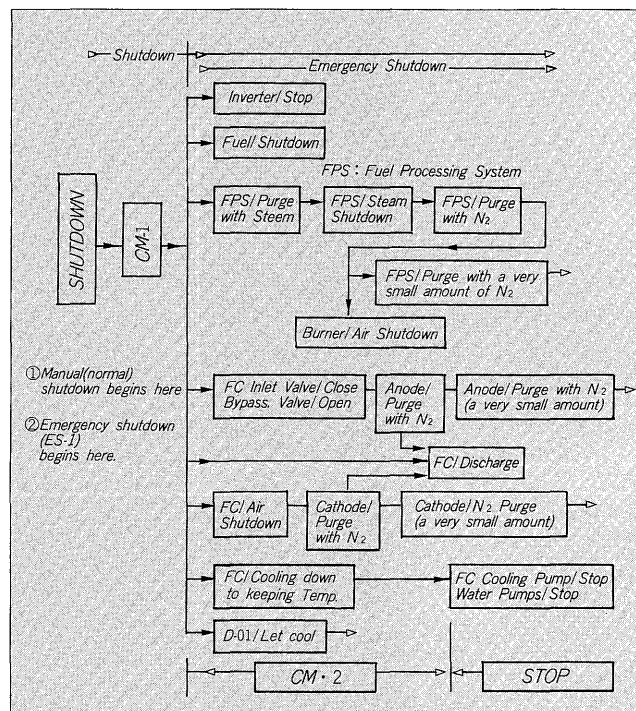 Shutdown
Emergency Shutdown
Inverter/Stop
Fuel/Shutdown
FPS : Fuel Processing System
SHUTDOWN
CM-1
FPS/Purge
with Steem
FPS/Steam
Shutdown
FPS/Purge
with N2
FPS/Purge with a very
small amount of N2
Burner/Air Shutdown
①Manual(normal)
shutdown begins here
②Emergency shutdown
(ES-1)
begins here.
FC Inlet Valve/Close
Bypass. Valve/Open
Anode/
Purge
with N2
Anode/Purge with N2
(a very small amount)
FC/Discharge
FC/Air
Shutdown
Cathode/
Purge
with N2
Cathode/N2 Purge
(a very small amount)
FC/Cooling down
to keeping Temp.
FC Cooling Pump/Stop
Water Pumps/Stop
D-01/Let cool
CM・2
STOP